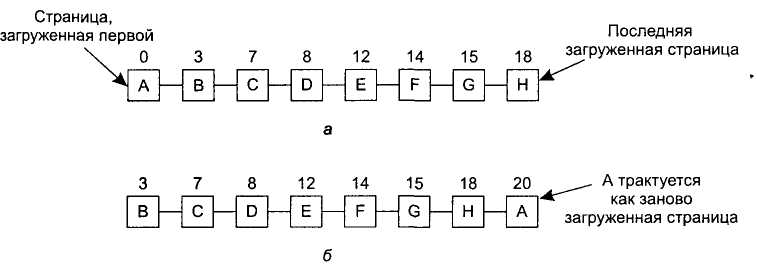 Страница,
загруженная первой
Последняя
загруженная страница
0 3 7 8 12 14 15 18
A B C D E F G H
а
3 7 8 12 14 15 18 20
B C D E F G H A
А трактуется
как заново
загруженная страница
б